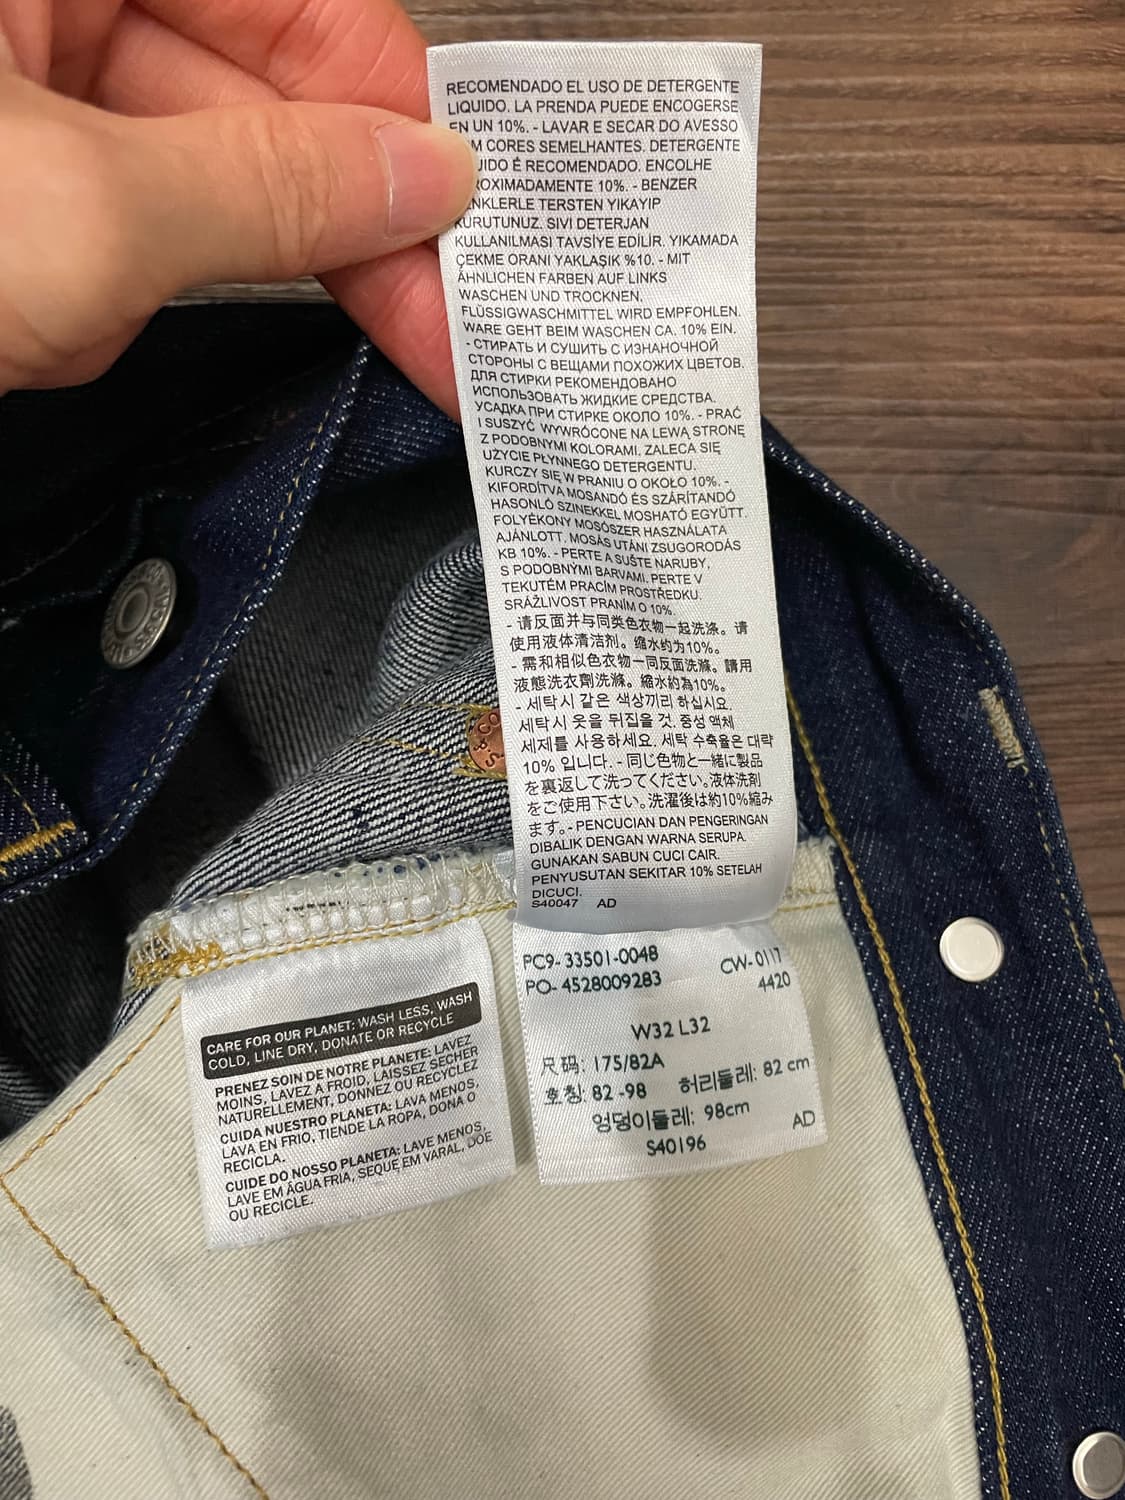 RECOMENDADO EL USO DE DETERGENTE
LIQUIDO. LA PRENDA PUEDE ENCOGERSE
EN UN 10%. - LAVAR E SECAR DO AVESSO
M CORES SEMELHANTES. DETERGENTE
UIDO É RECOMENDADO. ENCOLHE
ROXIMADAMENTE 10%. - BENZER
ENKLERLE TERSTEN YIKAYIP
KURUTUNUZ. SIVI DETERJAN
KULLANILMASI TAVSİYE EDİLİR. YIKAMADA
ÇEKME ORANI YAKLAŞIK %10. - MIT
ÄHNLICHEN FARBEN AUF LINKS
WASCHEN UND TROCKNEN.
FLÜSSIGWASCHMITTEL WIRD EMPFOHLEN.
WARE GEHT BEIM WASCHEN CA. 10% EIN.
- СТИРАТЬ И СУШИТЬ С ИЗНАНОЧНОЙ
СТОРОНЫ С ВЕЩАМИ ПОХОЖИХ ЦВЕТОВ.
ДЛЯ СТИРКИ РЕКОМЕНДОВАНО
ИСПОЛЬЗОВАТЬ ЖИДКИЕ СРЕДСТВА.
УСАДКА ПРИ СТИРКЕ ОКОЛО 10%. - PRAĆ
I SUSZYĆ WYWRÓCONE NA LEWĄ STRONĘ
Z PODOBNYMI KOLORAMI. ZALECA SIĘ
UŻYCIE PŁYNNEGO DETERGENTU.
KURCZY SIĘ W PRANIU O OKOŁO 10%. -
KIFORDÍTVA MOSANDÓ ÉS SZÁRÍTANDÓ
HASONLÓ SZINEKKEL MOSHATÓ EGYÜTT.
FOLYÉKONY MOSÓSZER HASZNÁLATA
AJÁNLOTT. MOSÁS UTÁNI ZSUGORODÁS
KB 10%. - PERTE A SUŠTE NARUBY,
S PODOBNÝMI BARVAMI. PERTE V
TEKUTÉM PRACÍM PROSTŘEDKU.
SRÁŽLIVOST PRANÍM O 10%.
- 请反面并与同类色衣物一起洗涤。请
使用液体清洁剂。缩水约为10%。
- 需和相似色衣物一同反面洗滌。請用
液態洗衣劑洗滌。縮水約為10%。
- 세탁시 같은 색상끼리 하십시요.
세탁시 옷을 뒤집을 것. 중성 액체
세제를 사용하세요. 세탁 수축율은 대략
10% 입니다. - 同じ色物と一緒に製品
を裏返して洗ってください。液体洗剤
をご使用下さい。洗濯後は約10%縮み
ます。- PENCUCIAN DAN PENGERINGAN
DIBALIK DENGAN WARNA SERUPA.
GUNAKAN SABUN CUCI CAIR.
PENYUSUTAN SEKITAR 10% SETELAH
DICUCI.
S40047 AD
PC9-33501-0048 CW-0117
PO-4528009283 4420
W32 L32
尺码: 175/82A
호칭: 82-98 허리둘레: 82 cm
엉덩이둘레: 98cm
AD
S40196
CARE FOR OUR PLANET: WASH LESS, WASH
COLD, LINE DRY, DONATE OR RECYCLE
PRENEZ SOIN DE NOTRE PLANETE: LAVEZ
MOINS, LAVEZ A FROID, LAISSEZ SECHER
NATURELLEMENT, DONNEZ OU RECYCLEZ
CUIDA NUESTRO PLANETA: LAVA MENOS,
LAVA EN FRIO, TIENDE LA ROPA, DONA O
RECICLA.
CUIDE DO NOSSO PLANETA: LAVE MENOS,
LAVE EM ÁGUA FRIA, SEQUE EM VARAL, DOE
OU RECICLE.